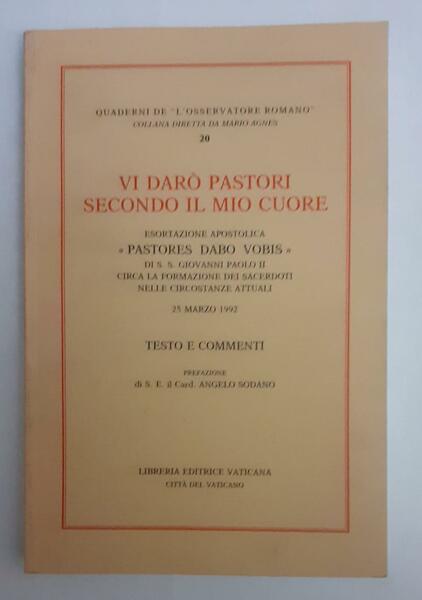 QUADERNI DE "L'OSSERVATORE ROMANO"
COLLANA DIRETTA DA MARIO AGNES
20
VI DARÒ PASTORI
SECONDO IL MIO CUORE
ESORTAZIONE APOSTOLICA
« PASTORES DABO VOBIS »
DI S. S. GIOVANNI PAOLO II
CIRCA LA FORMAZIONE DEI SACERDOTI
NELLE CIRCOSTANZE ATTUALI
25 MARZO 1992
TESTO E COMMENTI
PREFAZIONE
di S. E. il Card. ANGELO SODANO
LIBRERIA EDITRICE VATICANA
CITTÀ DEL VATICANO